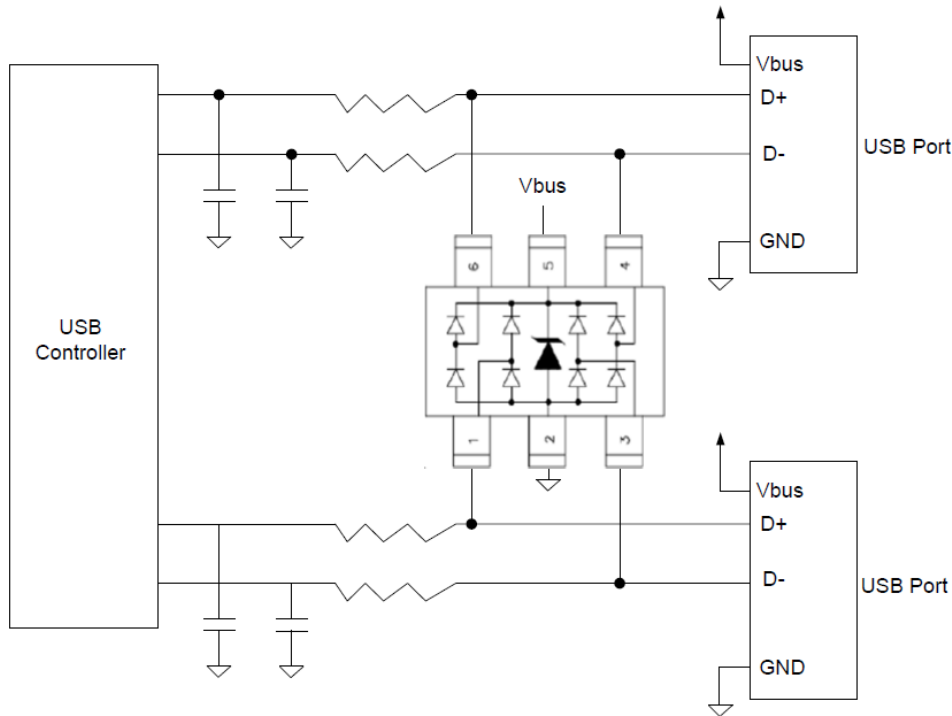 Vbus
D+
D-
USB Port
GND
Vbus
6
5
4
USB
Controller
1
2
3
Vbus
D+
D-
USB Port
GND